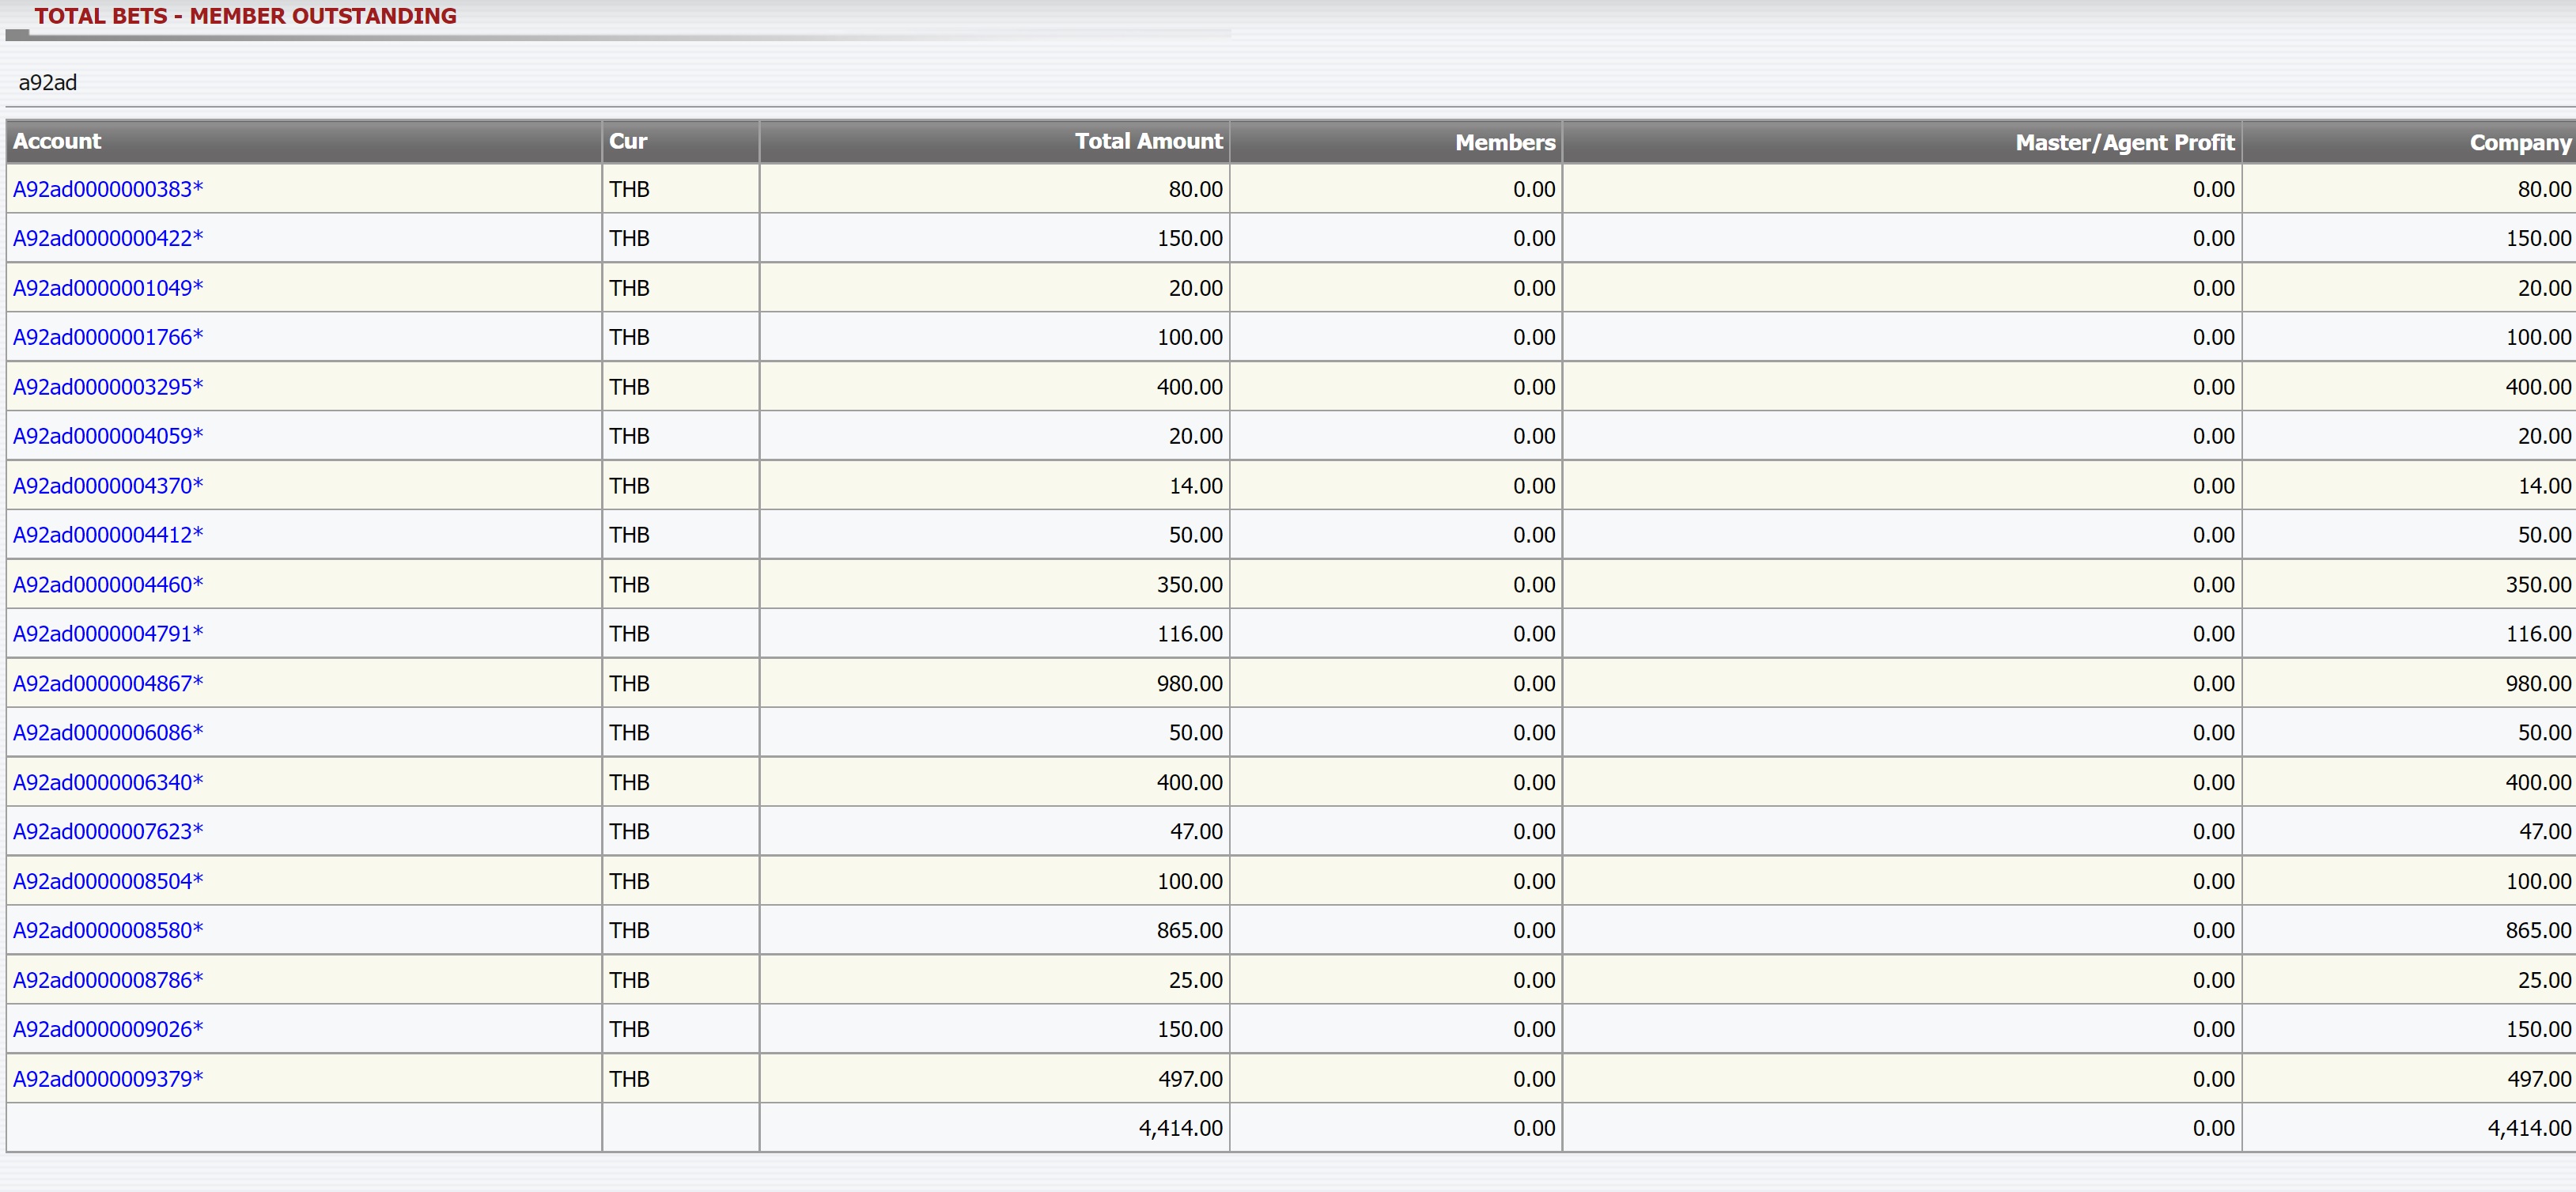 TOTAL BETS - MEMBER OUTSTANDING
a92ad
Account Cur Total Amount Members Master/Agent Profit Company
A92ad0000000383* THB 80.00 0.00 0.00 80.00
A92ad0000000422* THB 150.00 0.00 0.00 150.00
A92ad0000001049* THB 20.00 0.00 0.00 20.00
A92ad0000001766* THB 100.00 0.00 0.00 100.00
A92ad0000003295* THB 400.00 0.00 0.00 400.00
A92ad0000004059* THB 20.00 0.00 0.00 20.00
A92ad0000004370* THB 14.00 0.00 0.00 14.00
A92ad0000004412* THB 50.00 0.00 0.00 50.00
A92ad0000004460* THB 350.00 0.00 0.00 350.00
A92ad0000004791* THB 116.00 0.00 0.00 116.00
A92ad0000004867* THB 980.00 0.00 0.00 980.00
A92ad0000006086* THB 50.00 0.00 0.00 50.00
A92ad0000006340* THB 400.00 0.00 0.00 400.00
A92ad0000007623* THB 47.00 0.00 0.00 47.00
A92ad0000008504* THB 100.00 0.00 0.00 100.00
A92ad0000008580* THB 865.00 0.00 0.00 865.00
A92ad0000008786* THB 25.00 0.00 0.00 25.00
A92ad0000009026* THB 150.00 0.00 0.00 150.00
A92ad0000009379* THB 497.00 0.00 0.00 497.00
4,414.00 0.00 0.00 4,414.00